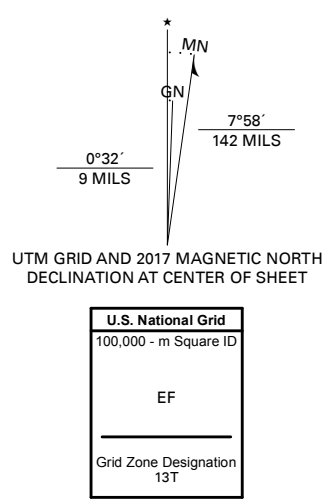 ★
MN
GN
7°58´
142 MILS
0°32´
9 MILS
UTM GRID AND 2017 MAGNETIC NORTH
DECLINATION AT CENTER OF SHEET
U.S. National Grid
100,000 - m Square ID
EF
Grid Zone Designation
13T